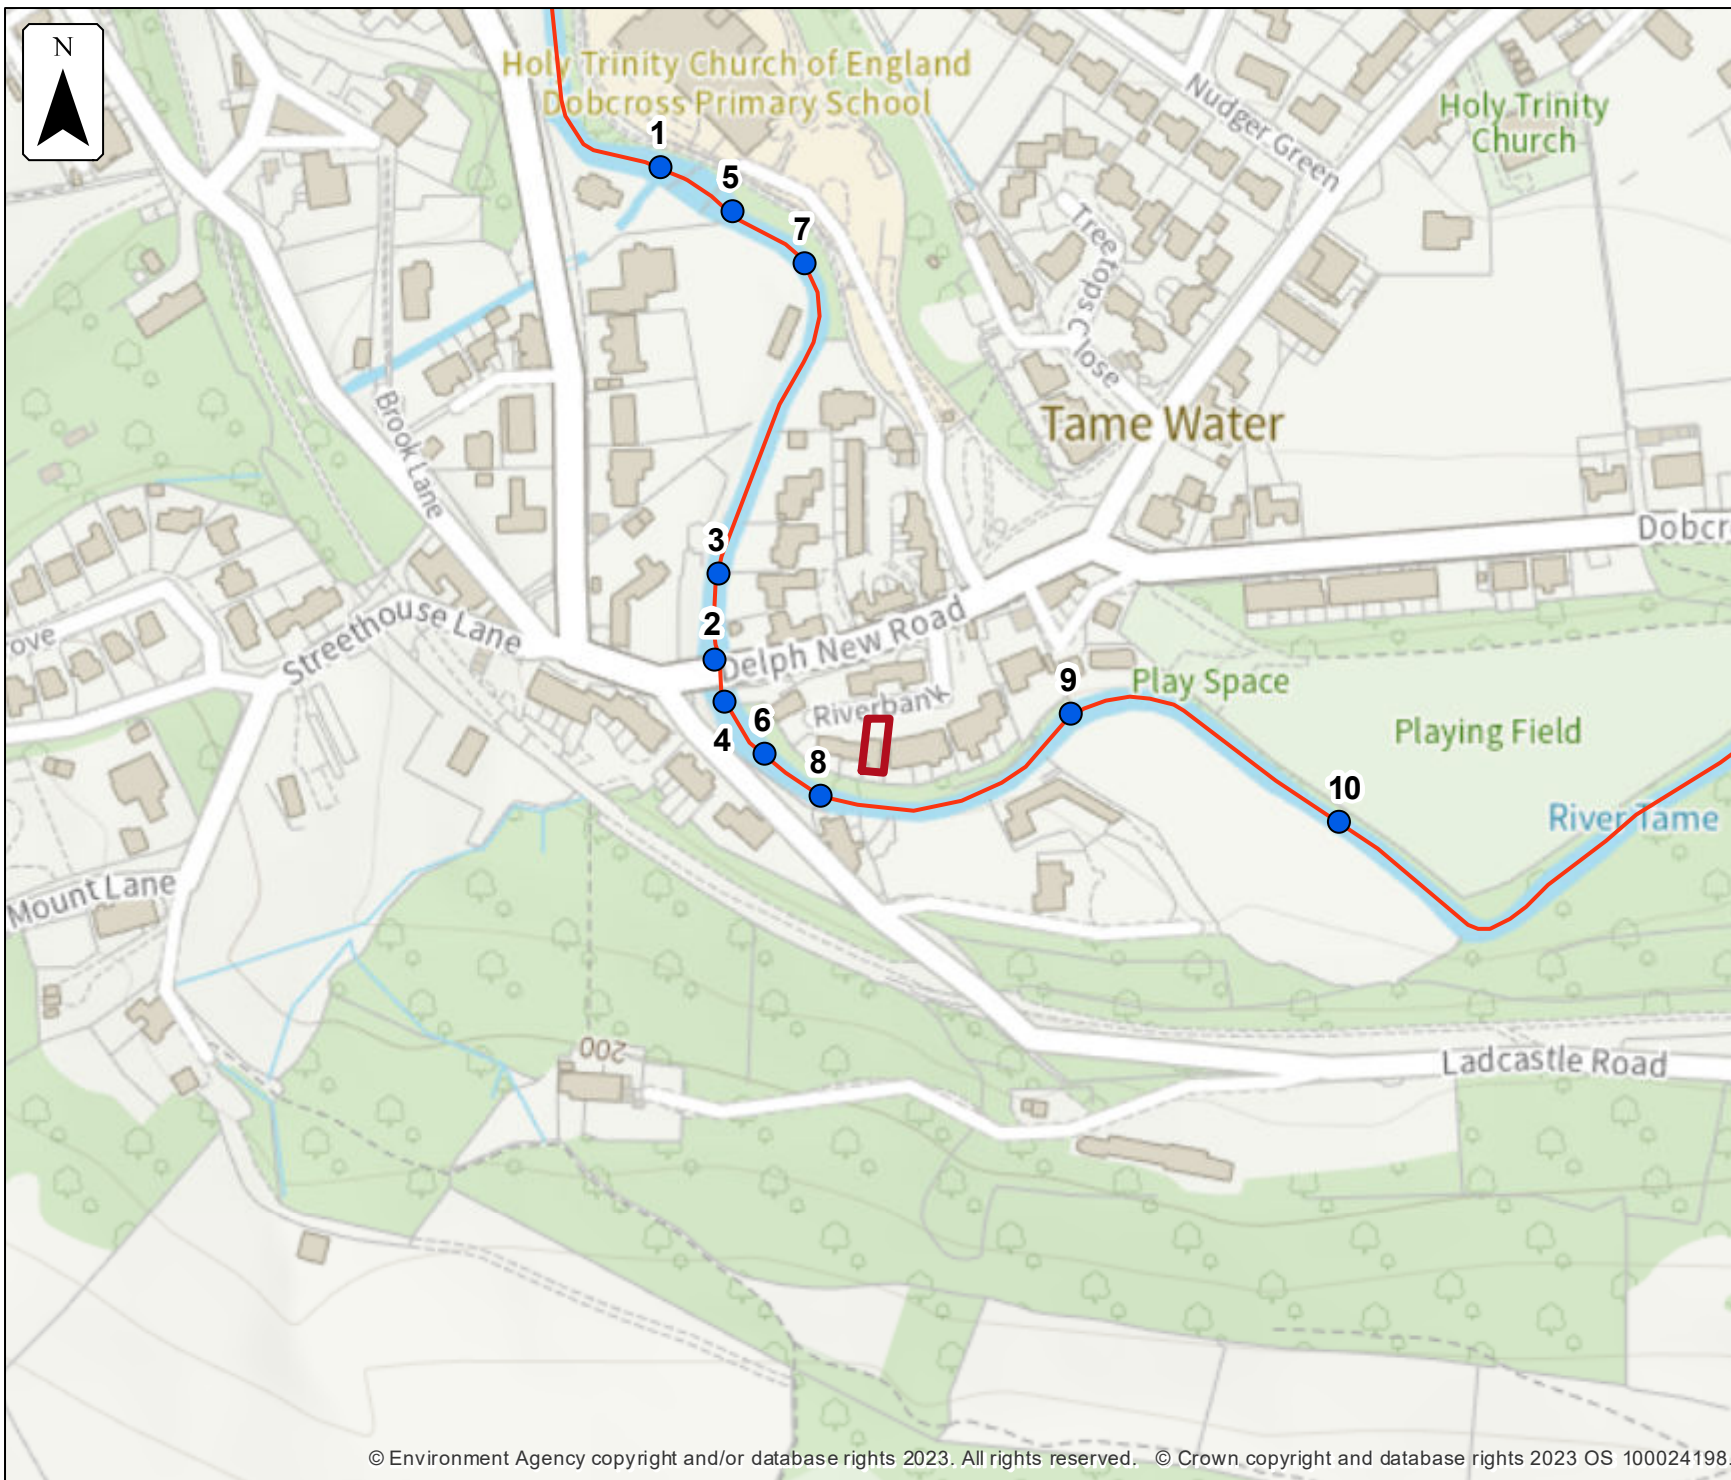 N
Holy Trinity Church of England
Dobcross Primary School
1
5
7
Nudger Green
Holy Trinity
Church
Tree tops Close
Tame Water
Brook Lane
Dobcr
3
2
ove
Streethouse Lane
Delph New Road
Riverbank
9
Play Space
Playing Field
4
6
8
10
River Tame
Mount Lane
200
Ladcastle Road
© Environment Agency copyright and/or database rights 2023. All rights reserved. © Crown copyright and database rights 2023 OS 100024198